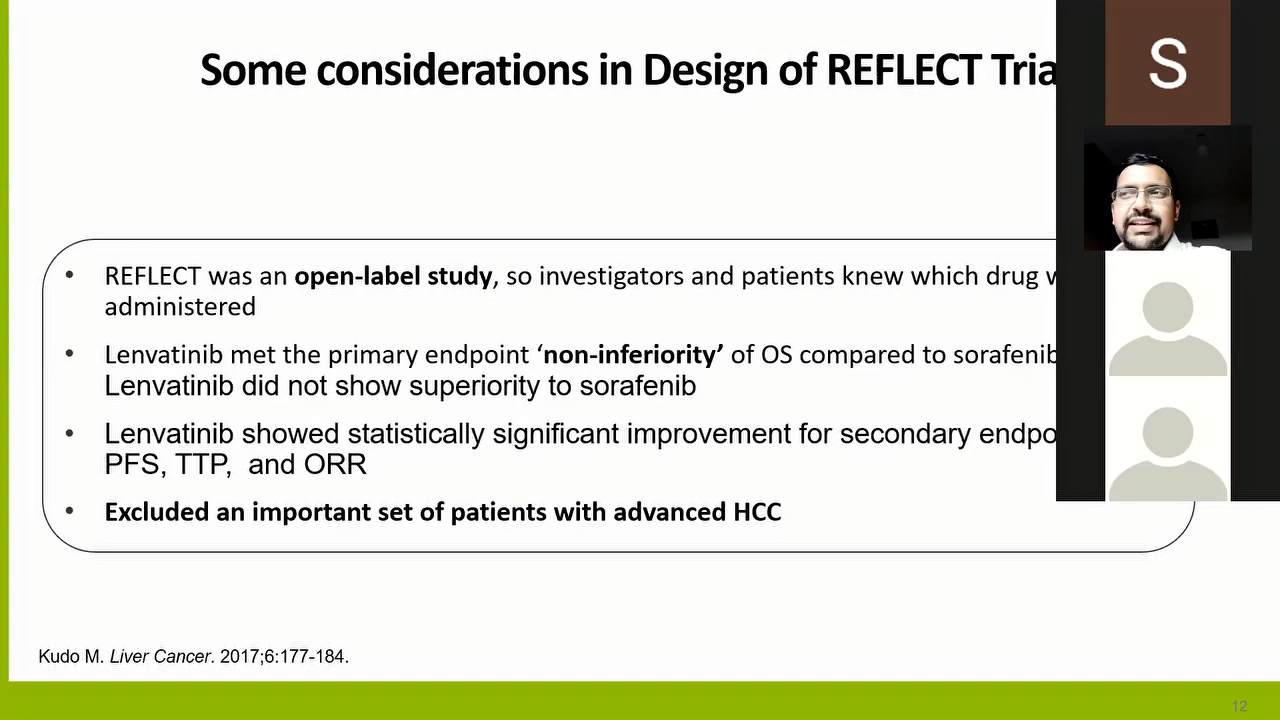 Some considerations in Design of REFLECT Tria
S
• REFLECT was an open-label study, so investigators and patients knew which drug
administered
• Lenvatinib met the primary endpoint ‘non-inferiority’ of OS compared to sorafenib
Lenvatinib did not show superiority to sorafenib
• Lenvatinib showed statistically significant improvement for secondary endpo
PFS, TTP, and ORR
• Excluded an important set of patients with advanced HCC
Kudo M. Liver Cancer. 2017;6:177-184.
12